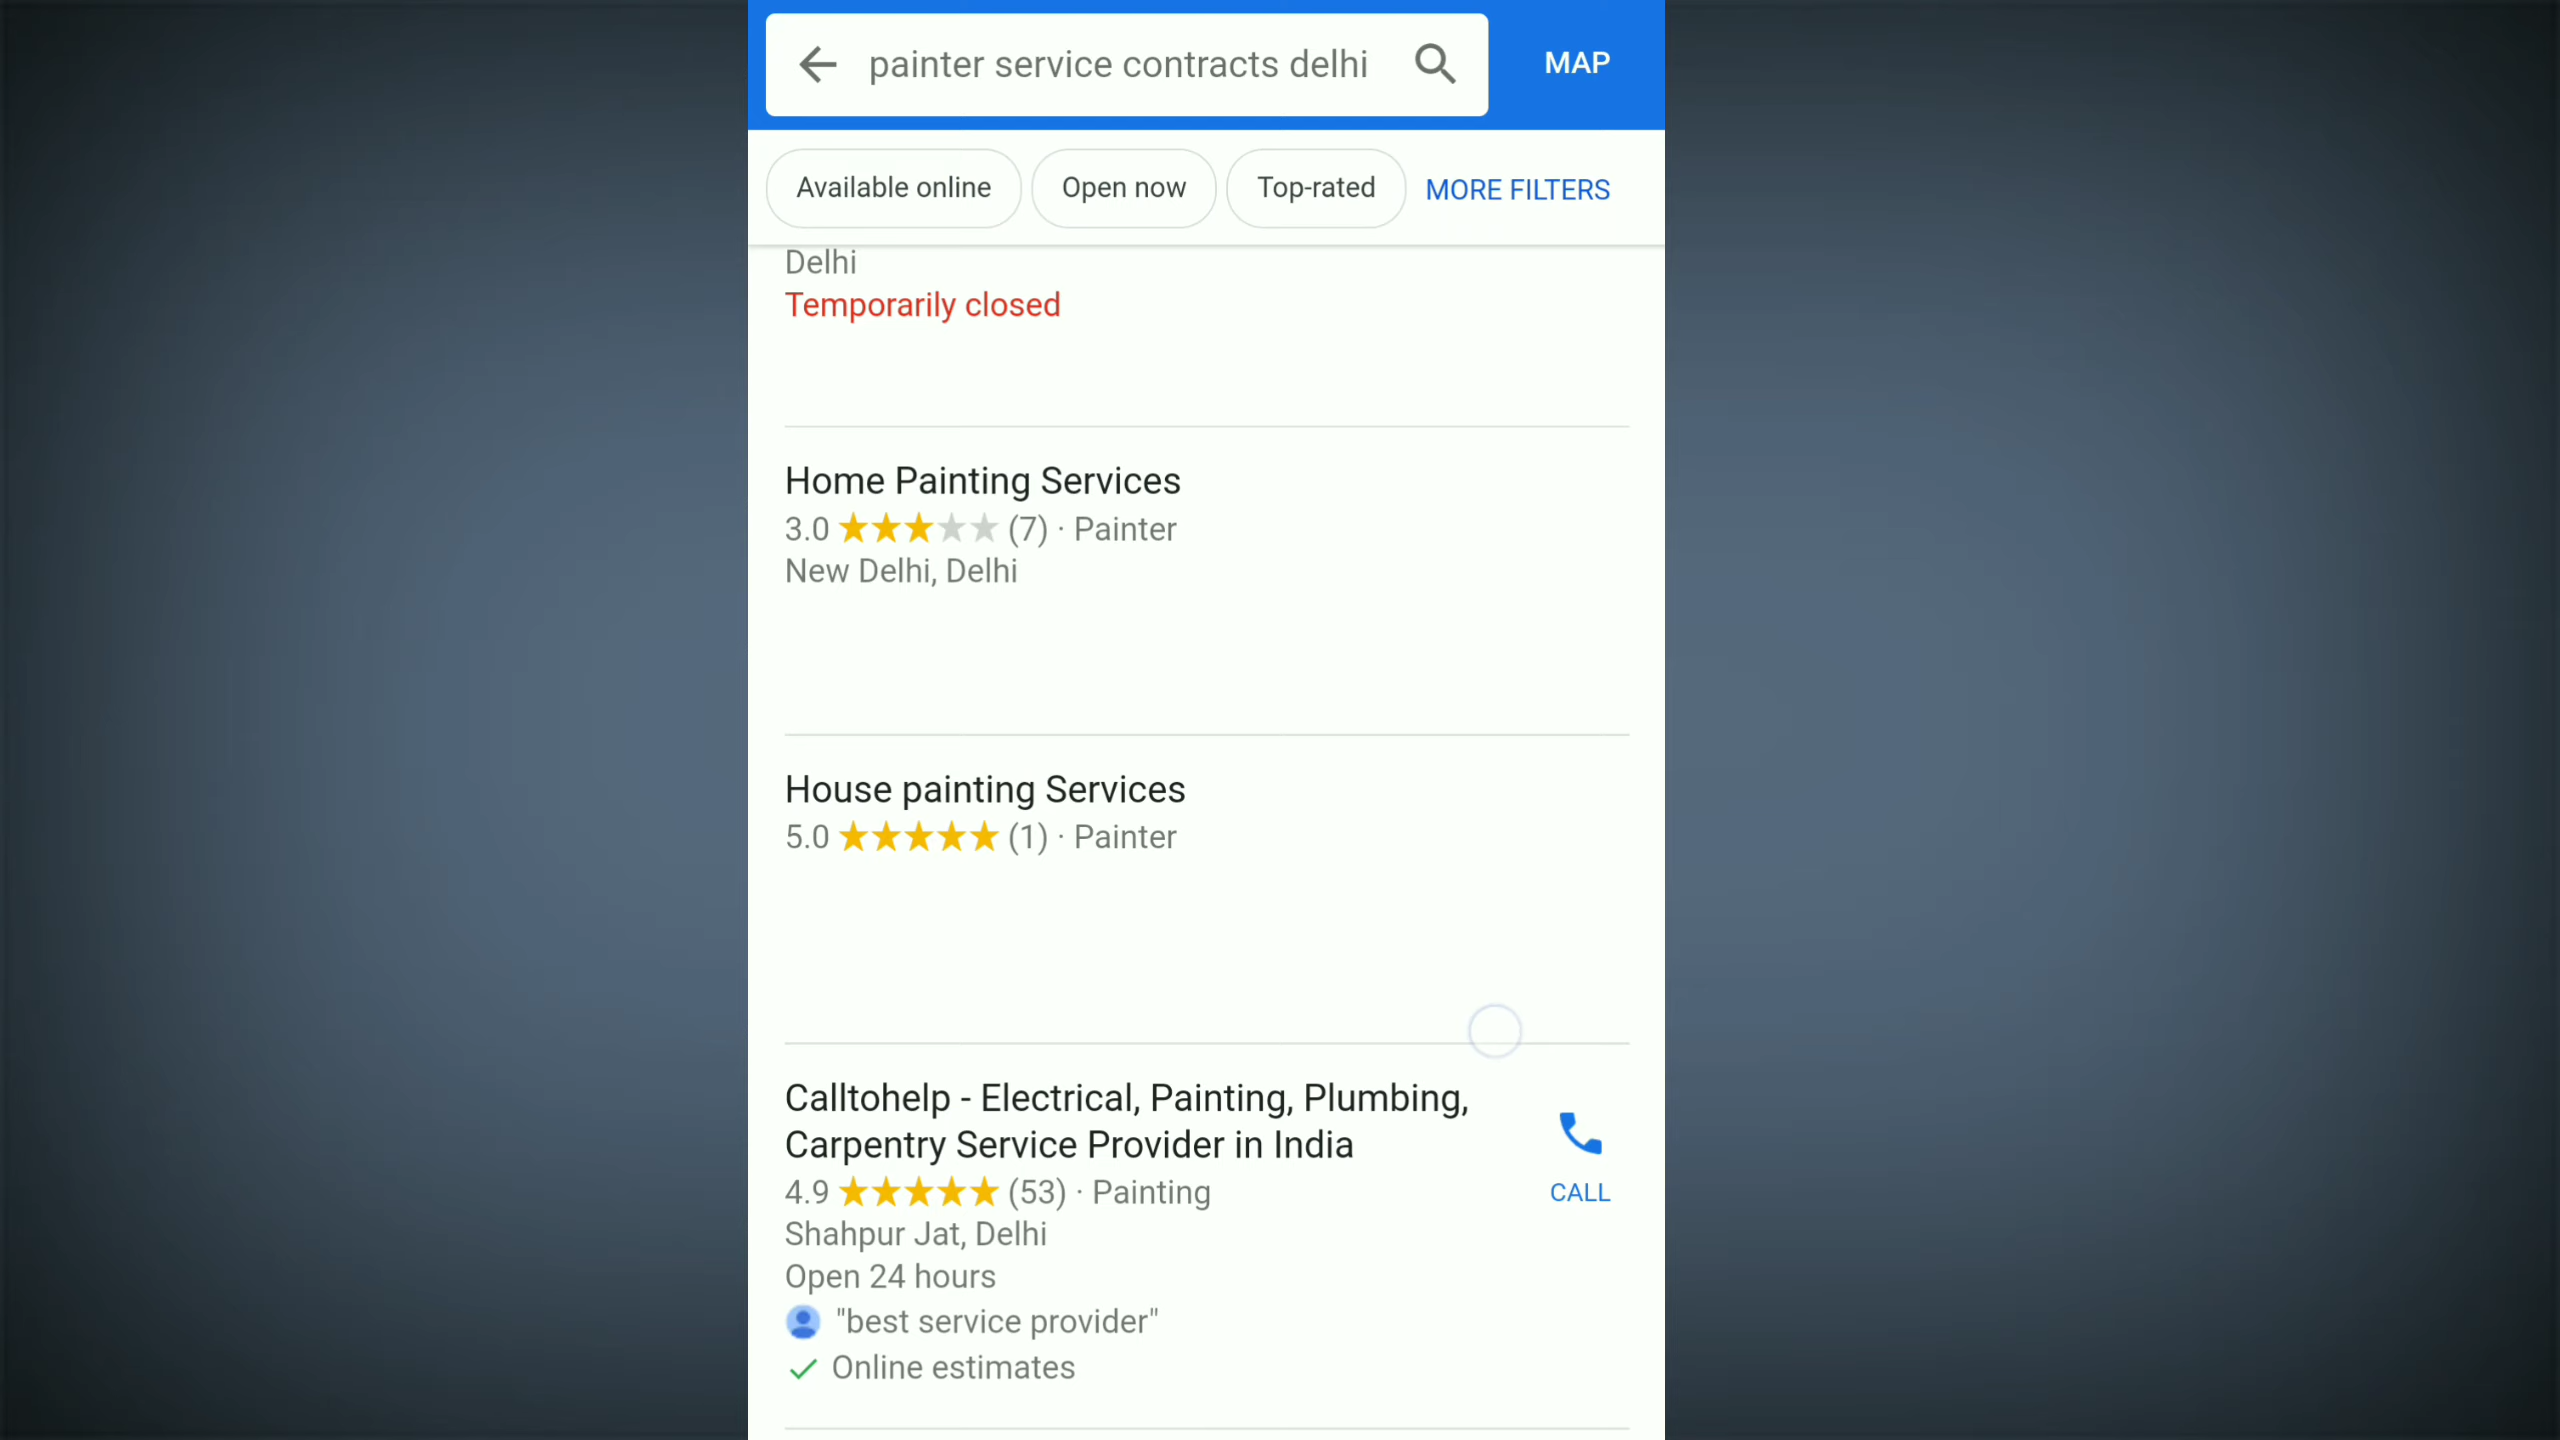 painter service contracts delhi
MAP
Available online
Open now
Top-rated
MORE FILTERS
Delhi
Temporarily closed
Home Painting Services
3.0 (7) · Painter
New Delhi, Delhi
House painting Services
5.0 (1) · Painter
Calltohelp - Electrical, Painting, Plumbing,
Carpentry Service Provider in India
CALL
4.9 (53) · Painting
Shahpur Jat, Delhi
Open 24 hours
"best service provider"
Online estimates